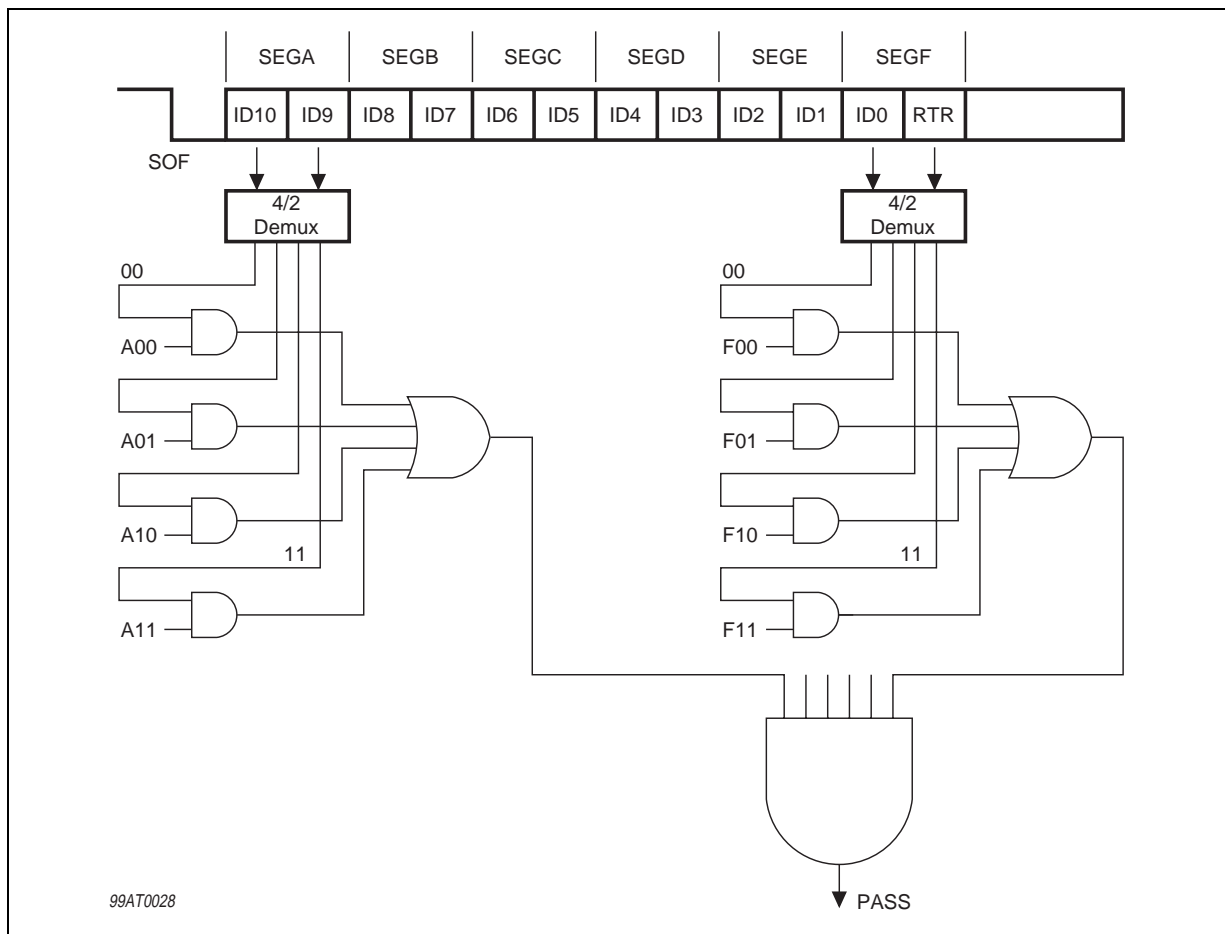 SEGA SEGB SEGC SEGD SEGE SEGF
ID10 ID9 ID8 ID7 ID6 ID5 ID4 ID3 ID2 ID1 ID0 RTR
SOF
4/2
Demux
4/2
Demux
00
A00
A01
A10
11
A11
00
F00
F01
F10
11
F11
PASS
99AT0028